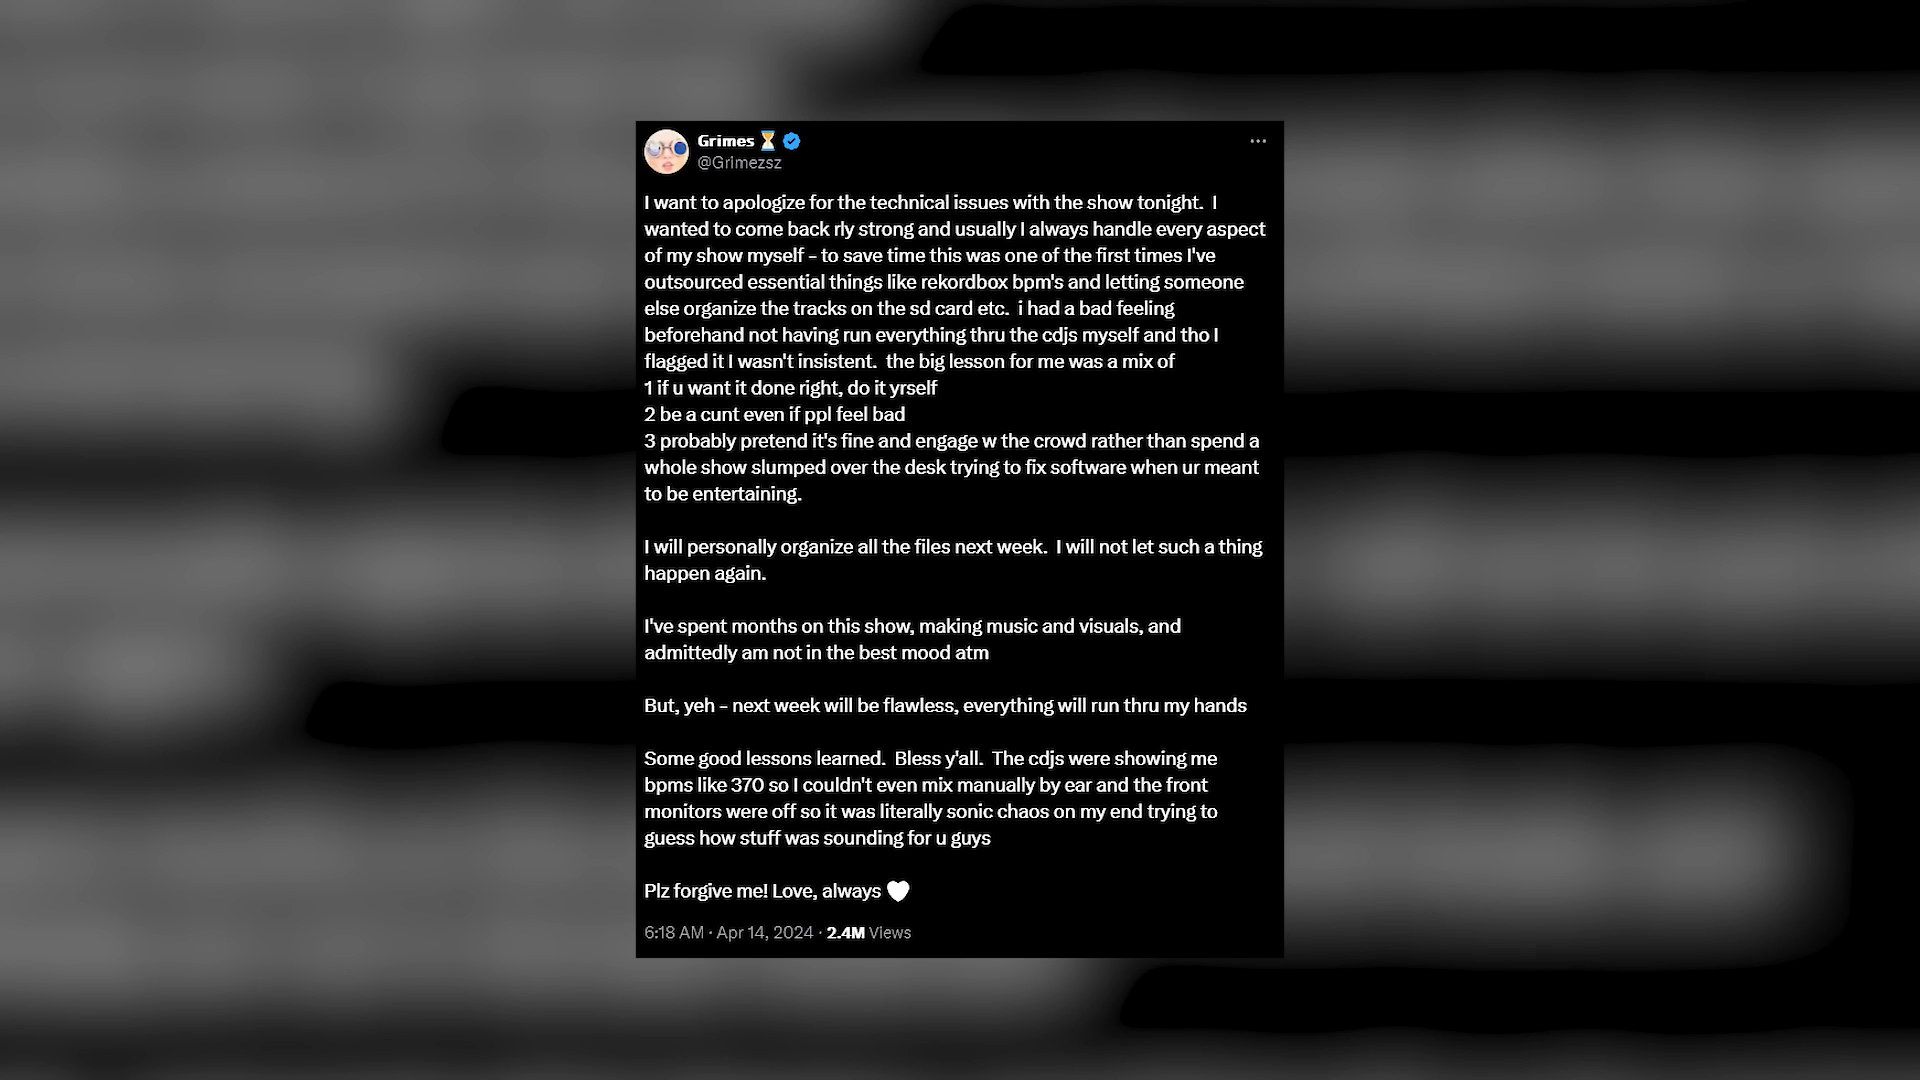 Grimes ⏳
@Grimezsz
I want to apologize for the technical issues with the show tonight.  I
wanted to come back rly strong and usually I always handle every aspect
of my show myself – to save time this was one of the first times I've
outsourced essential things like rekordbox bpm's and letting someone
else organize the tracks on the sd card etc.  i had a bad feeling
beforehand not having run everything thru the cdjs myself and tho I
flagged it I wasn't insistent.  the big lesson for me was a mix of
1 if u want it done right, do it yrself
2 be a cunt even if ppl feel bad
3 probably pretend it's fine and engage w the crowd rather than spend a
whole show slumped over the desk trying to fix software when ur meant
to be entertaining.
I will personally organize all the files next week.  I will not let such a thing
happen again.
I've spent months on this show, making music and visuals, and
admittedly am not in the best mood atm
But, yeh – next week will be flawless, everything will run thru my hands
Some good lessons learned.  Bless y'all.  The cdjs were showing me
bpms like 370 so I couldn't even mix manually by ear and the front
monitors were off so it was literally sonic chaos on my end trying to
guess how stuff was sounding for u guys
Plz forgive me! Love, always 🤍
6:18 AM · Apr 14, 2024 · 2.4M Views